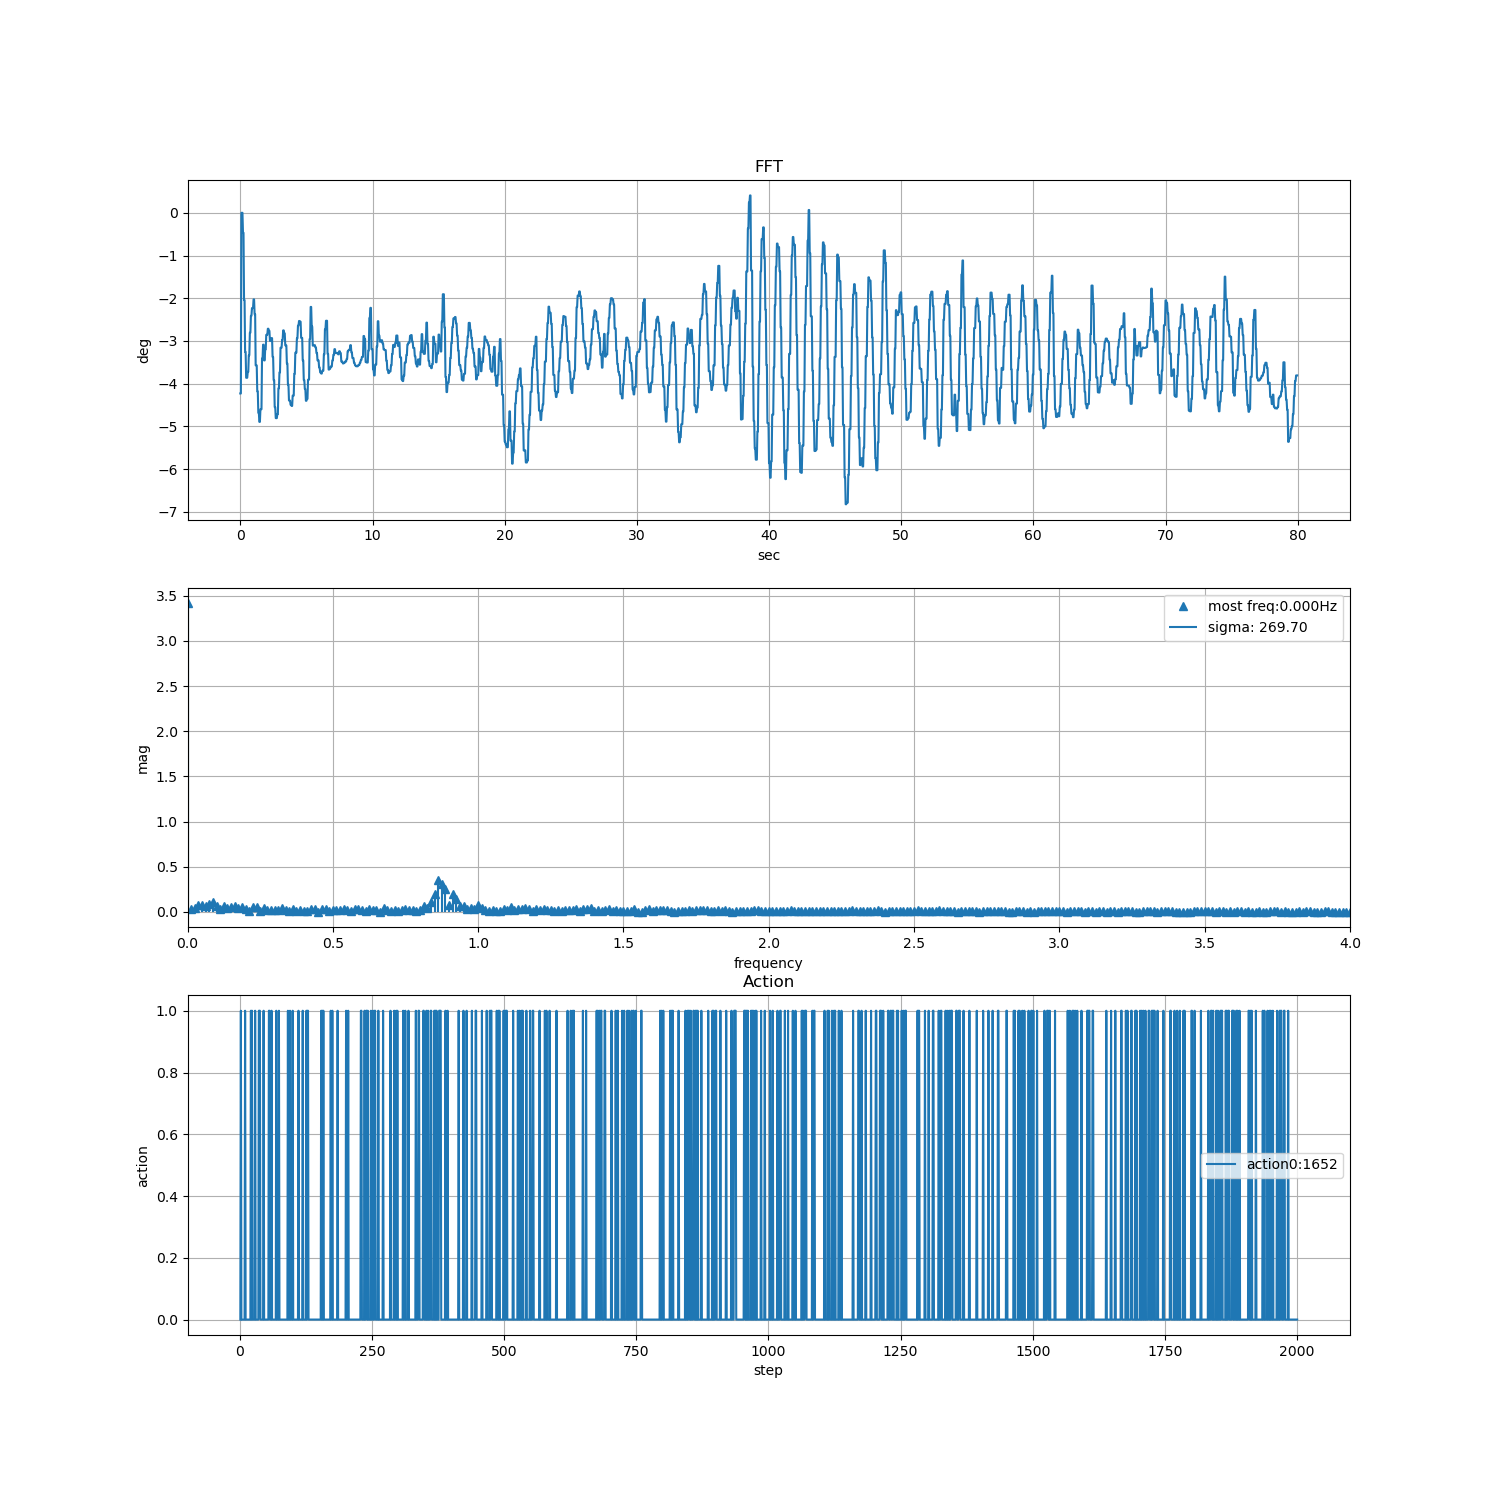 FFT
0
−1
−2
−3
−4
−5
−6
−7
deg
0 10 20 30 40 50 60 70 80
sec
3.5
3.0
2.5
2.0
1.5
1.0
0.5
0.0
mag
most freq:0.000Hz
sigma: 269.70
0.0 0.5 1.0 1.5 2.0 2.5 3.0 3.5 4.0
frequency
Action
1.0
0.8
0.6
0.4
0.2
0.0
action
action0:1652
0 250 500 750 1000 1250 1500 1750 2000
step